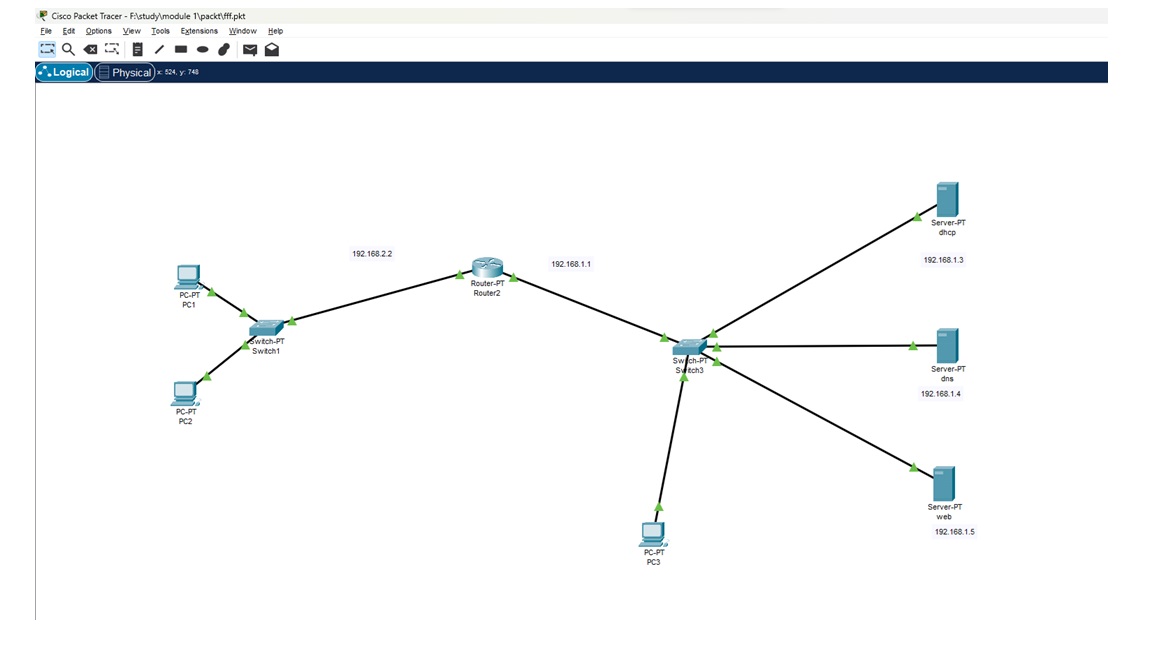 Cisco Packet Tracer - F:\study\module 1\packt\fff.pkt
File Edit Options View Tools Extensions Window Help
Logical Physical x: 524, y: 748
192.168.2.2
192.168.1.1
Server-PT
dhcp
192.168.1.3
Router-PT
Router2
PC-PT
PC1
Switch-PT
Switch1
Switch-PT
Switch3
Server-PT
dns
192.168.1.4
PC-PT
PC2
Server-PT
web
192.168.1.5
PC-PT
PC3